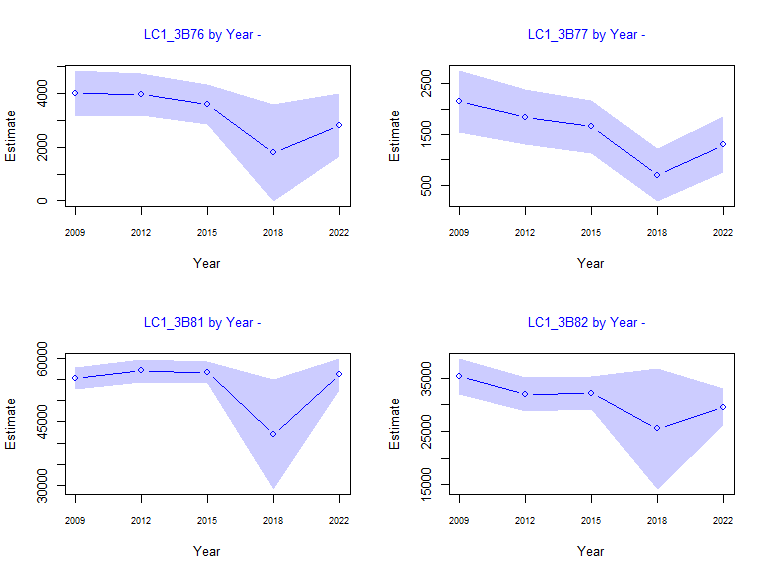 LC1_3B76 by Year -
Estimate
0
2000
4000
2009 2012 2015 2018 2022
Year
LC1_3B77 by Year -
Estimate
500
1500
2500
2009 2012 2015 2018 2022
Year
LC1_3B81 by Year -
Estimate
30000
45000
60000
2009 2012 2015 2018 2022
Year
LC1_3B82 by Year -
Estimate
15000
25000
35000
2009 2012 2015 2018 2022
Year